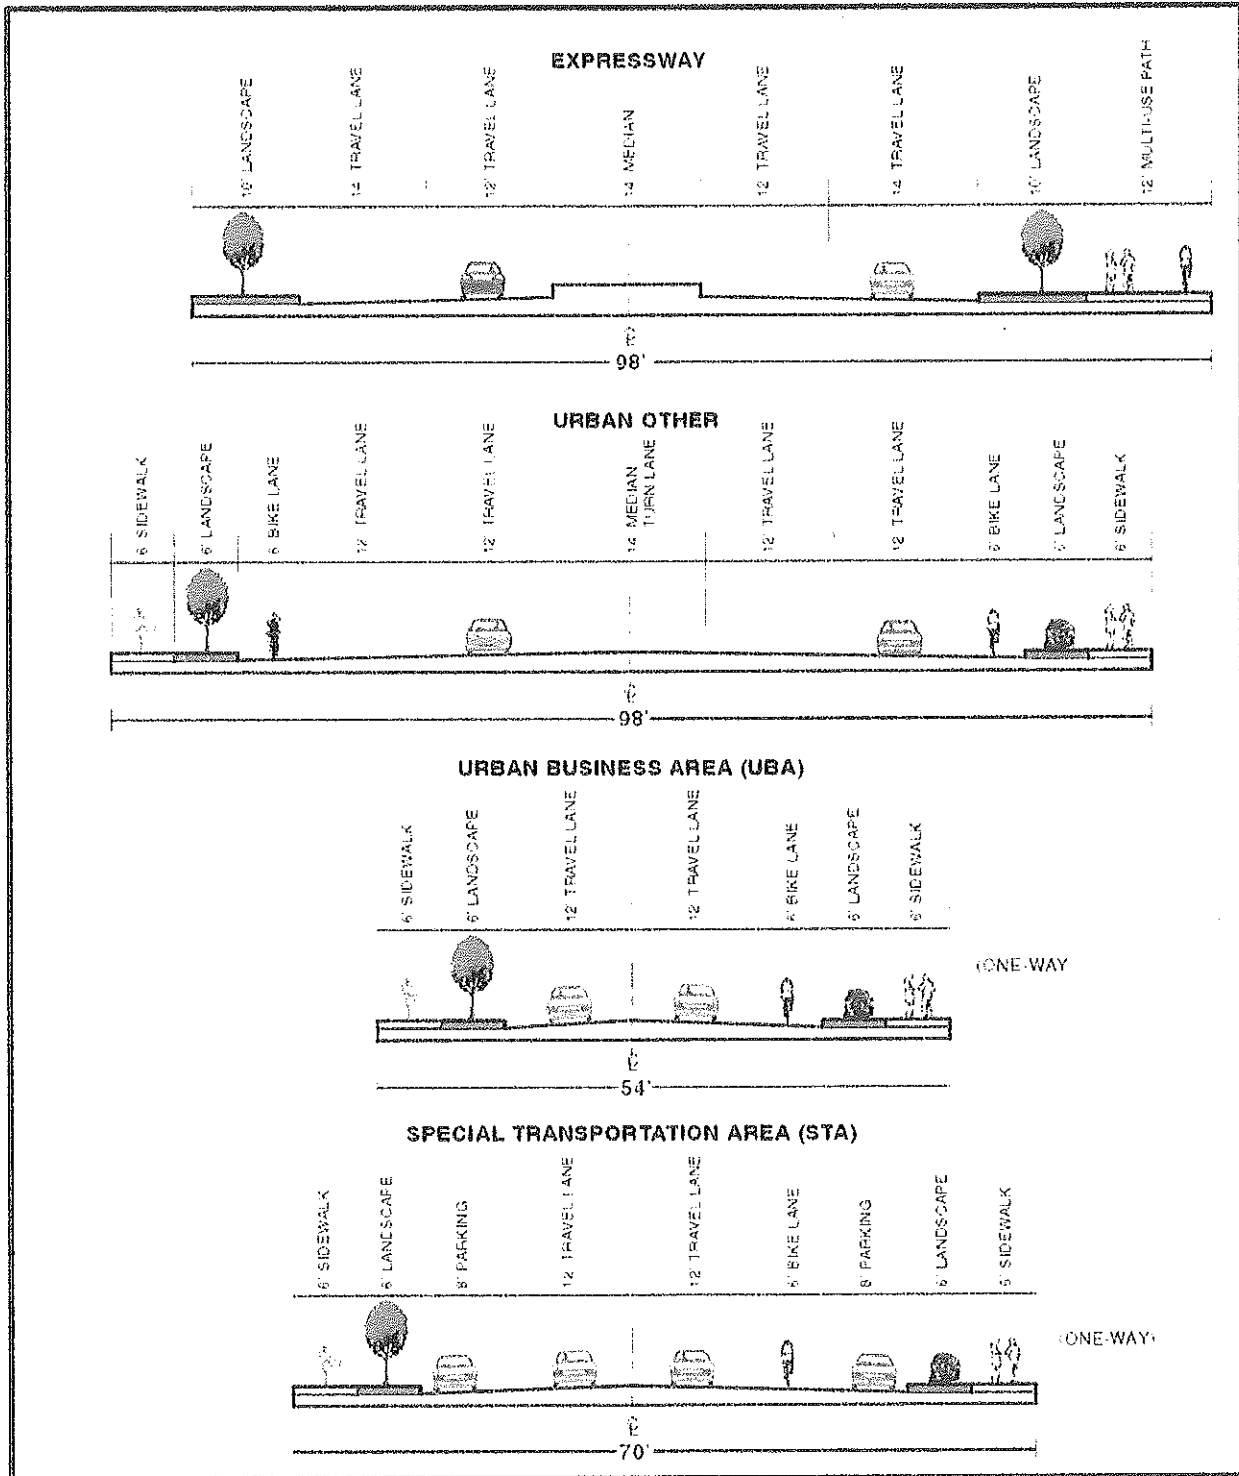 EXPRESSWAY
10' LANDSCAPE
14' TRAVEL LANE
12' TRAVEL LANE
14' MEDIAN
12' TRAVEL LANE
14' TRAVEL LANE
10' LANDSCAPE
12' MULTI-USE PATH
℄
98'
URBAN OTHER
6' SIDEWALK
6' LANDSCAPE
6' BIKE LANE
12' TRAVEL LANE
12' TRAVEL LANE
14' MEDIAN
TURN LANE
12' TRAVEL LANE
12' TRAVEL LANE
6' BIKE LANE
6' LANDSCAPE
6' SIDEWALK
℄
98'
URBAN BUSINESS AREA (UBA)
6' SIDEWALK
6' LANDSCAPE
12' TRAVEL LANE
12' TRAVEL LANE
6' BIKE LANE
6' LANDSCAPE
6' SIDEWALK
(ONE-WAY
℄
54'
SPECIAL TRANSPORTATION AREA (STA)
6' SIDEWALK
6' LANDSCAPE
8' PARKING
12' TRAVEL LANE
12' TRAVEL LANE
6' BIKE LANE
8' PARKING
6' LANDSCAPE
6' SIDEWALK
(ONE-WAY)
℄
70'